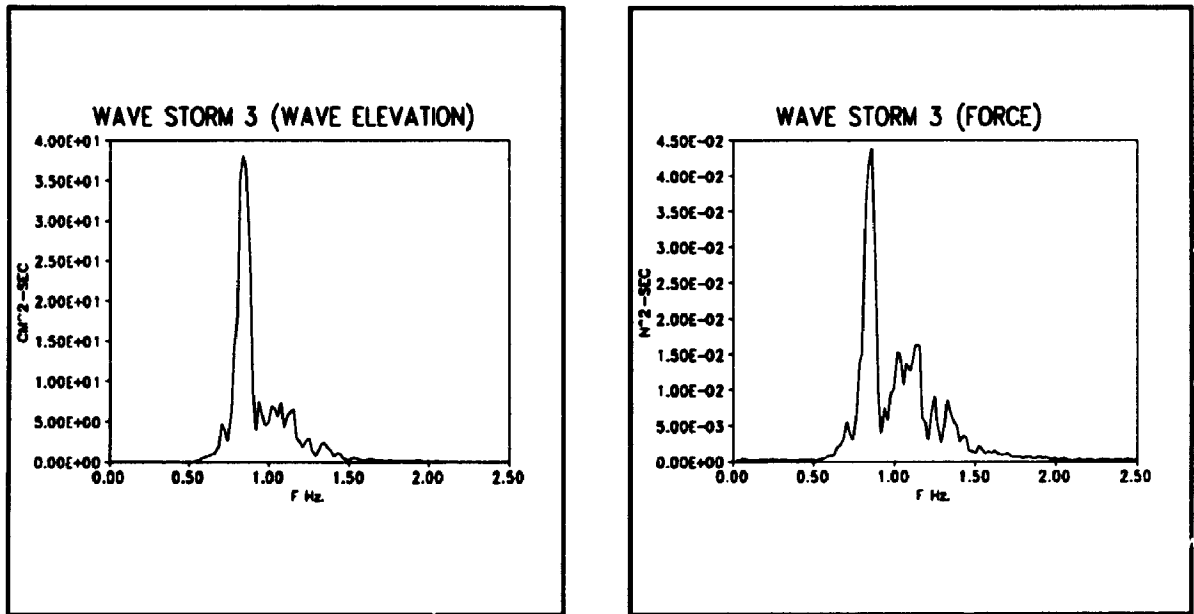 WAVE STORM 3 (WAVE ELEVATION)
4.00E+01
3.50E+01
3.00E+01
2.50E+01
2.00E+01
1.50E+01
1.00E+01
5.00E+00
0.00E+00
CM^2-SEC
0.00 0.50 1.00 1.50 2.00 2.50
F Hz.
WAVE STORM 3 (FORCE)
4.50E-02
4.00E-02
3.50E-02
3.00E-02
2.50E-02
2.00E-02
1.50E-02
1.00E-02
5.00E-03
0.00E+00
N^2-SEC
0.00 0.50 1.00 1.50 2.00 2.50
F Hz.